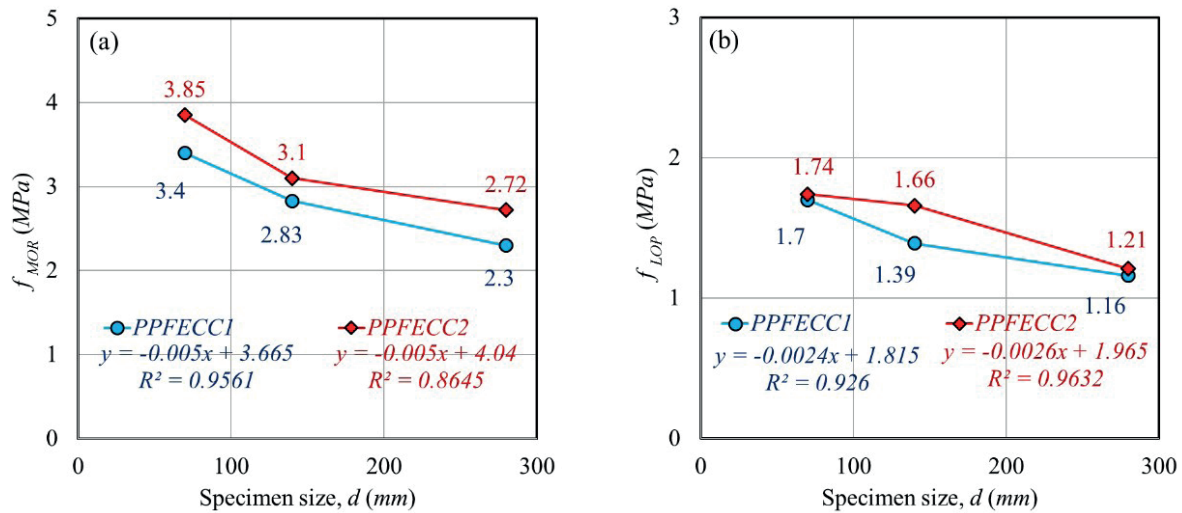 (a)
f MOR (MPa)
5
4
3
2
1
0
3.85
3.1
2.72
3.4
2.83
2.3
PPFECC1
y = -0.005x + 3.665
R² = 0.9561
PPFECC2
y = -0.005x + 4.04
R² = 0.8645
0 100 200 300
Specimen size, d (mm)
(b)
f LOP (MPa)
3
2
1
0
1.74
1.66
1.21
1.7
1.39
1.16
PPFECC1
y = -0.0024x + 1.815
R² = 0.926
PPFECC2
y = -0.0026x + 1.965
R² = 0.9632
0 100 200 300
Specimen size, d (mm)